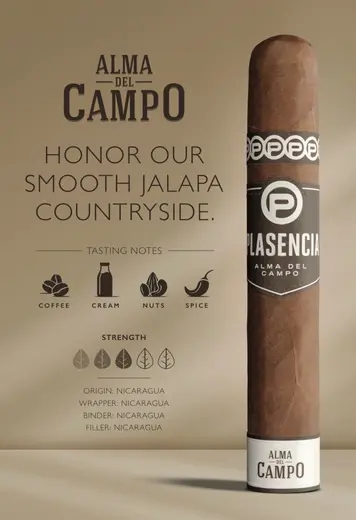 ALMA
DEL
CAMPO
HONOR OUR
SMOOTH JALAPA
COUNTRYSIDE.
TASTING NOTES
COFFEE CREAM NUTS SPICE
STRENGTH
ORIGIN: NICARAGUA
WRAPPER: NICARAGUA
BINDER: NICARAGUA
FILLER: NICARAGUA
PPPPP
P
PLASENCIA
ALMA DEL
CAMPO
ALMA
DEL
CAMPO